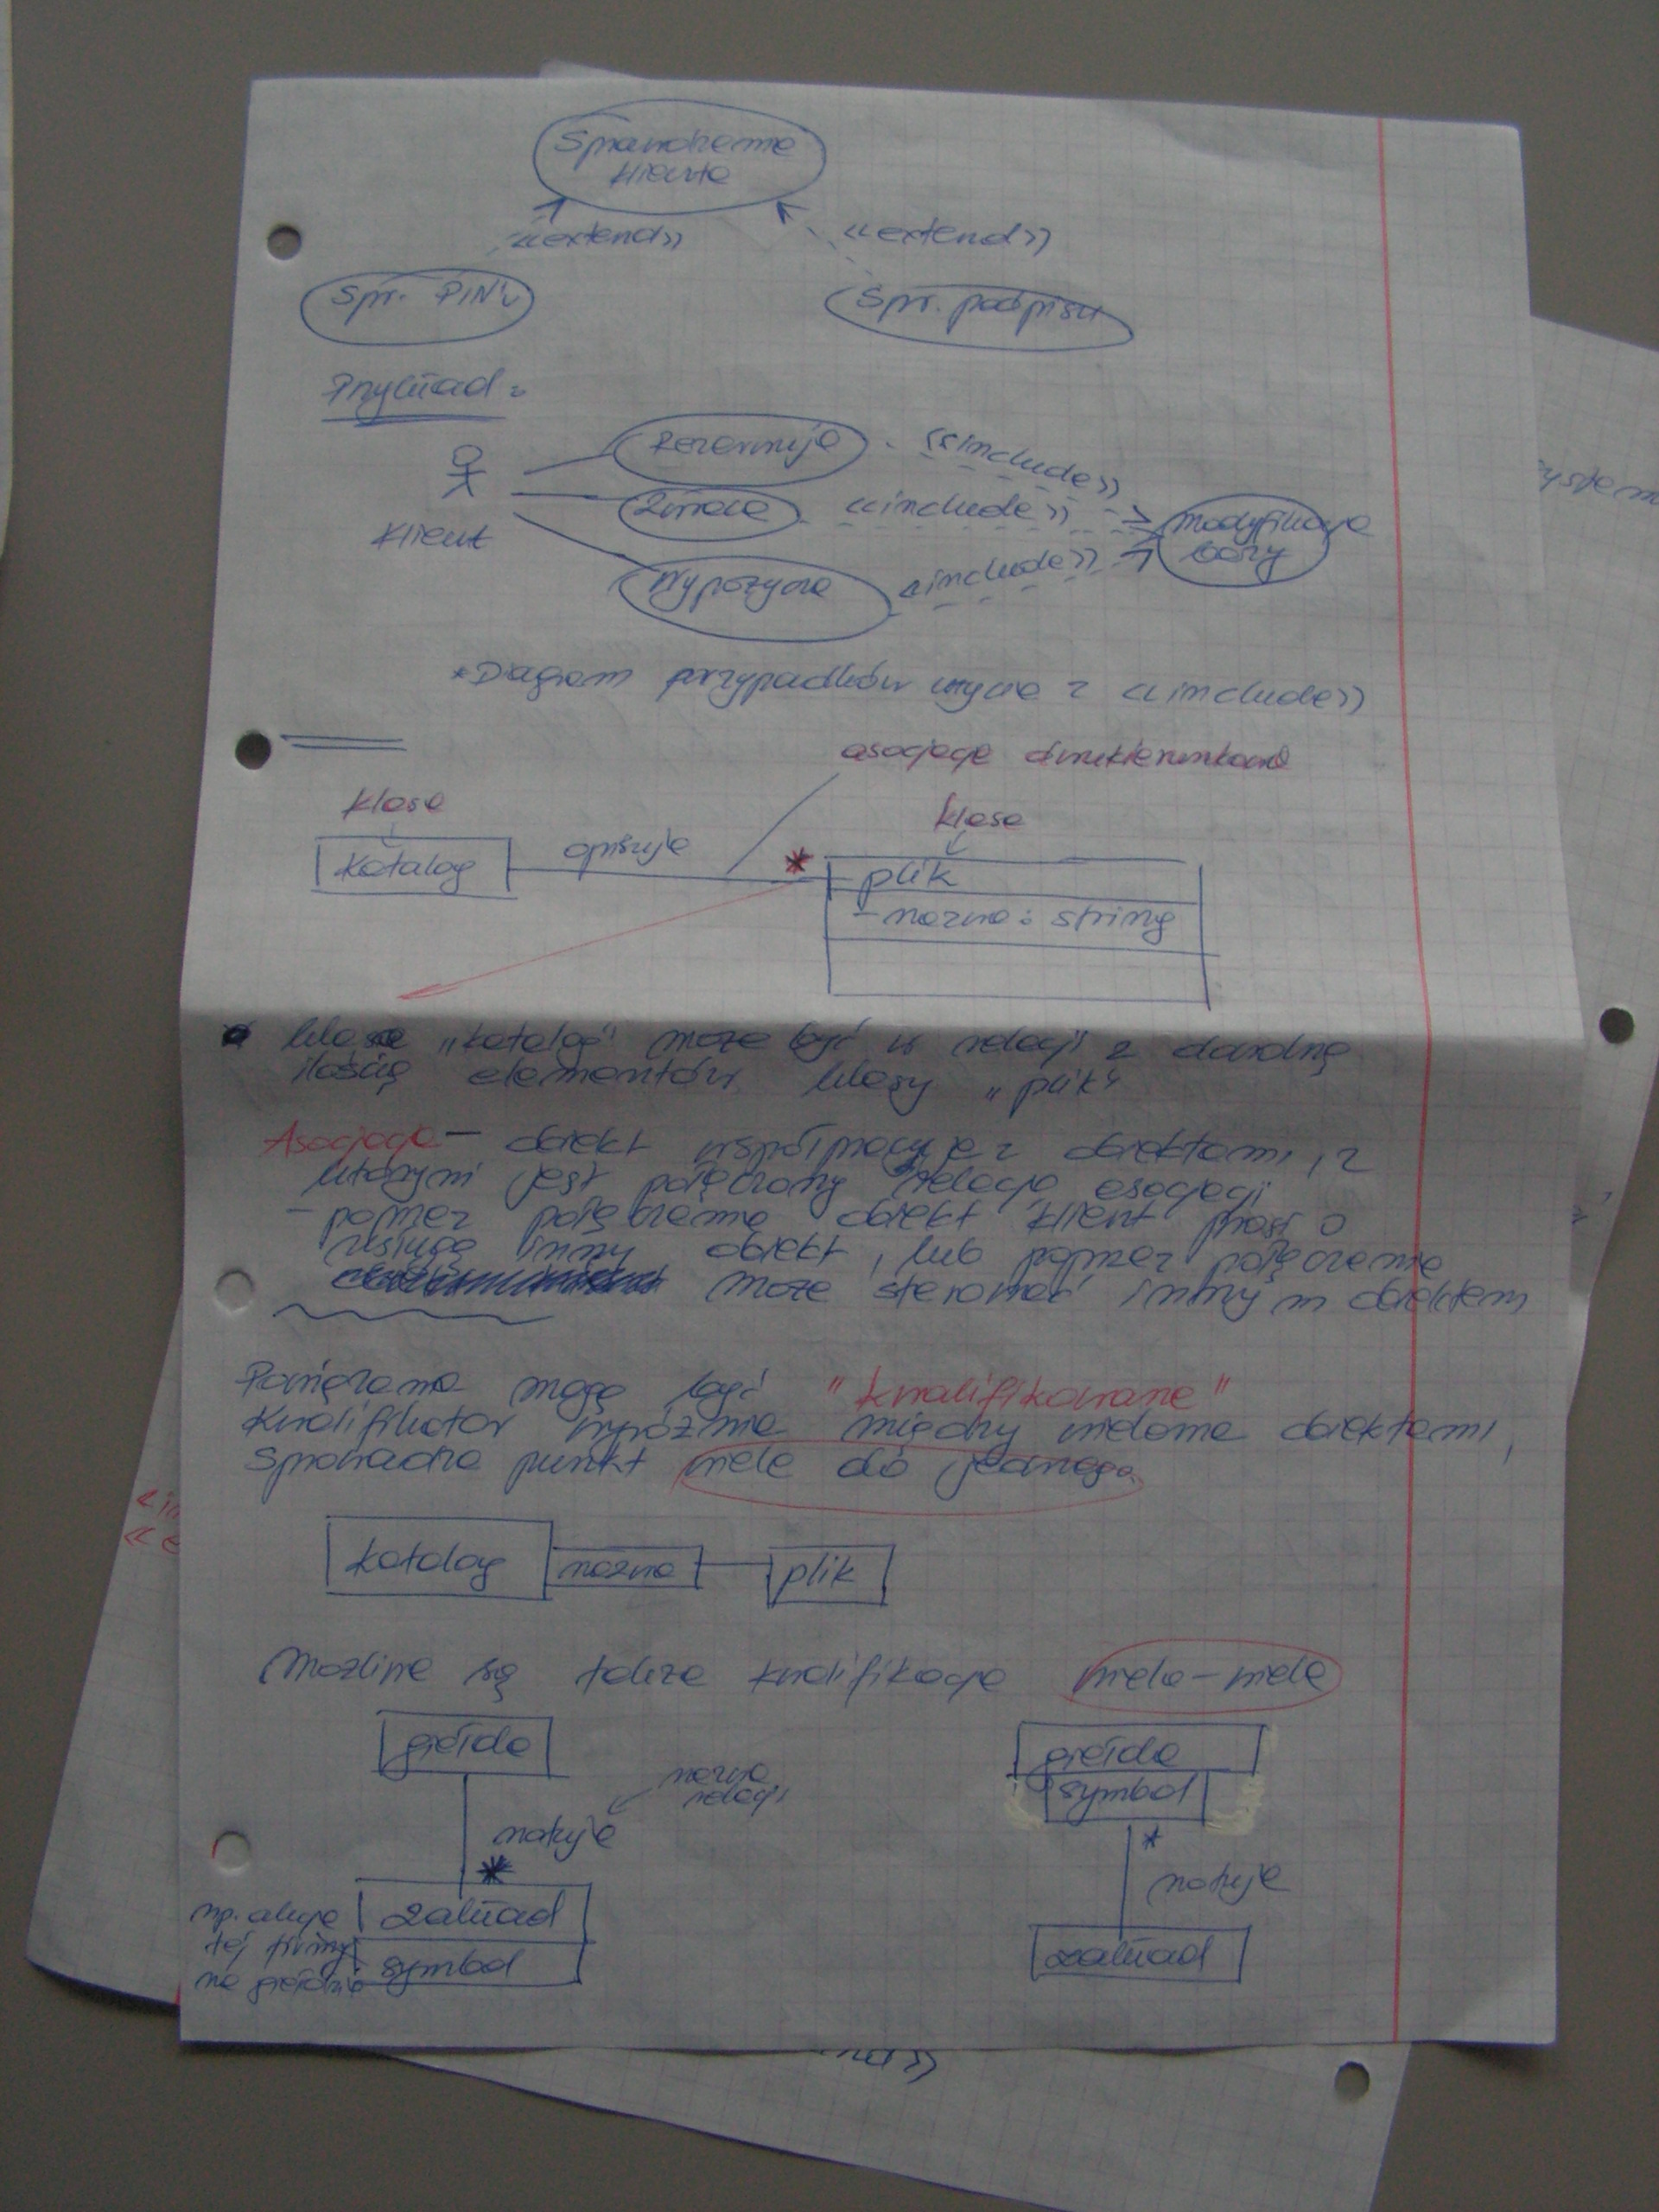 Sprawdzenie
klienta
<<extend>>
<<extend>>
Spr. PIN'u
Spr. podpisu
Przykład:
Rezerwuje
<<include>>
Zwraca
<<include>>
modyfikacja
bazy
Klient
Wypożycza
<include>>
*Diagram przypadków użycia z <<include>>
asocjacja dwukierunkowa
klasa
klasa
katalog
opisuje
*
plik
- nazwa: string
klasa "katalog" może być w relacji z dowolną
ilością elementów klasy "plik"
Asocjacja - obiekt współpracuje z obiektami, z
którymi jest połączony relacją asocjacji
- poprzez połączenie obiekt klient prosi o
usługę inny obiekt, lub poprzez połączenie
może sterować innym obiektem
Powiązania mogą być "kwalifikowane"
Kwalifikator wyróżnia między wieloma obiektami,
Sprowadza punkt wiele do jednego.
katalog
nazwa
plik
Możliwe są także kwalifikacje wiele-wiele
giełda
nazwa
relacji
notuje
*
zakład
symbol
np. akcje
tej firmy
na giełdzie
giełda
symbol
*
notuje
zakład